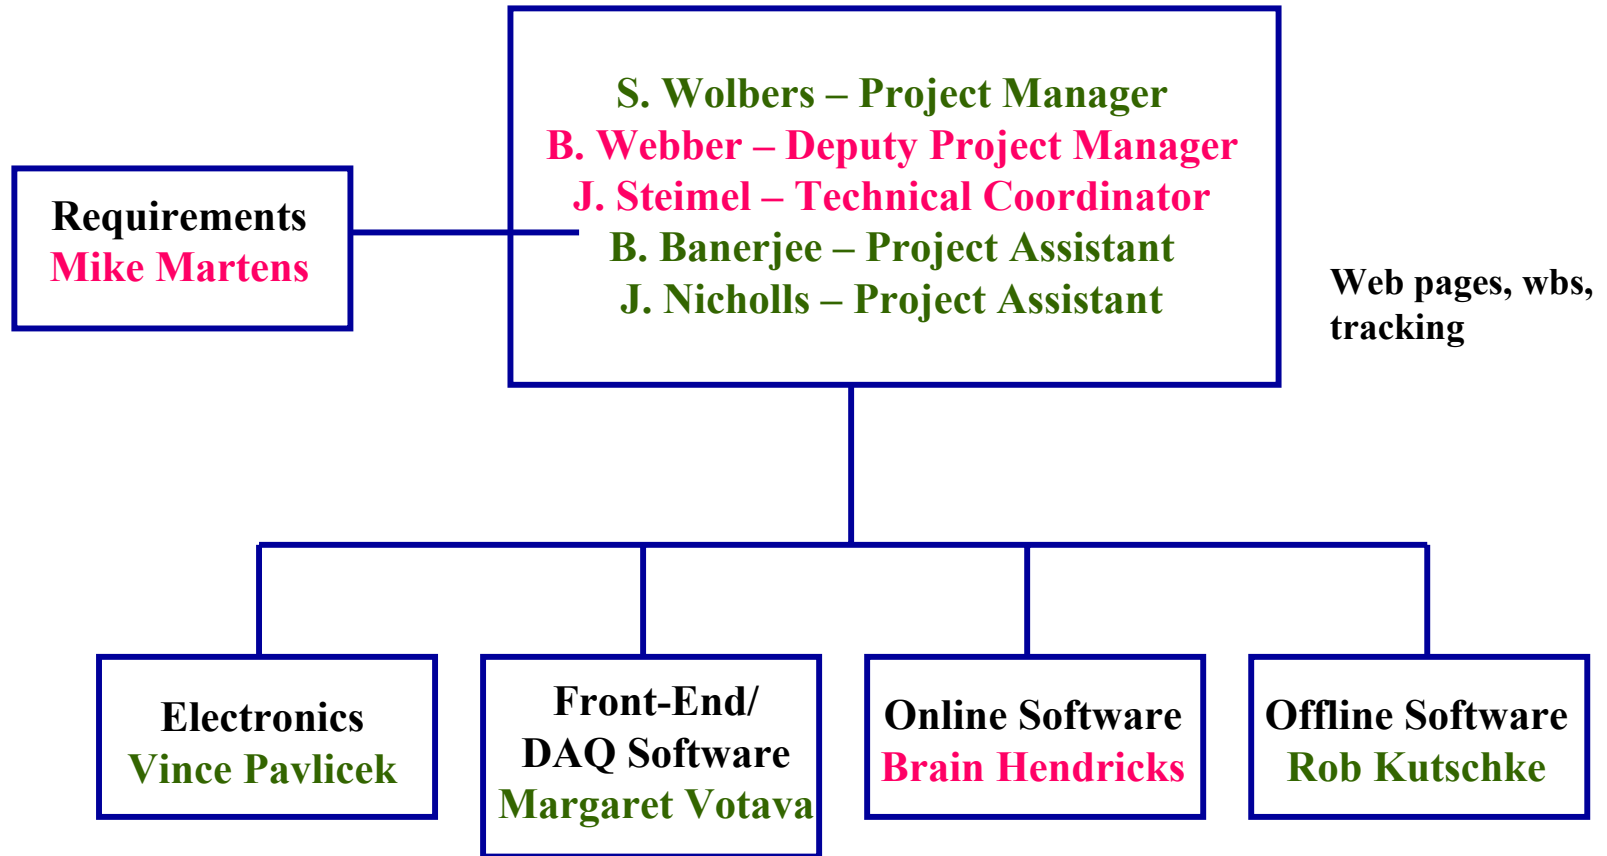 S. Wolbers – Project Manager
B. Webber – Deputy Project Manager
J. Steimel – Technical Coordinator
B. Banerjee – Project Assistant
J. Nicholls – Project Assistant
Requirements
Mike Martens
Web pages, wbs,
tracking
Electronics
Vince Pavlicek
Front-End/
DAQ Software
Margaret Votava
Online Software
Brain Hendricks
Offline Software
Rob Kutschke